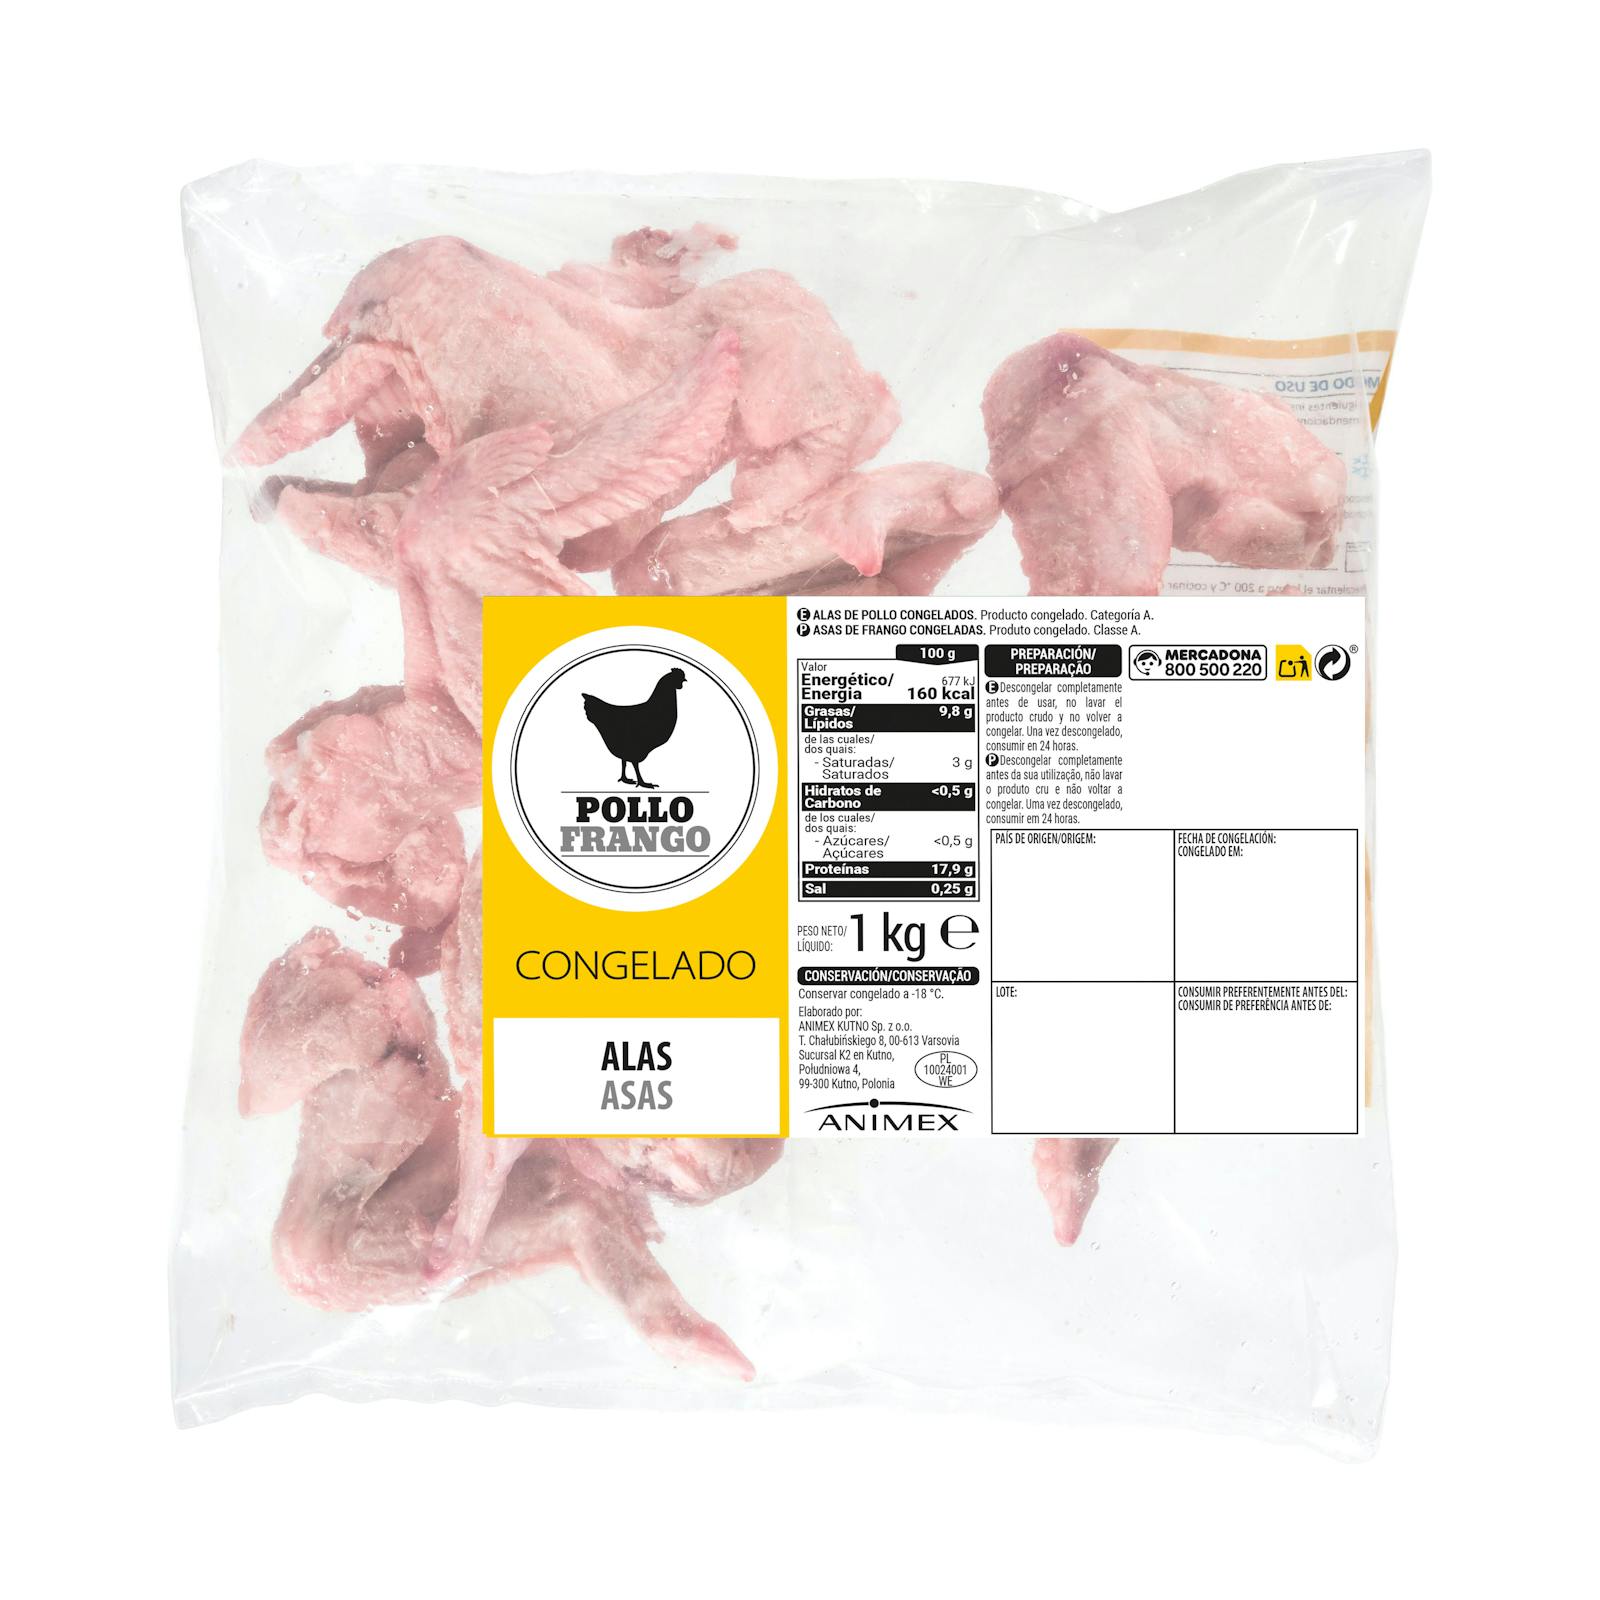 POLLO
FRANGO
CONGELADO
ALAS
ASAS
E ALAS DE POLLO CONGELADOS. Producto congelado. Categoría A.
P ASAS DE FRANGO CONGELADAS. Produto congelado. Classe A.
100 g
Valor
Energético/ 677 kJ
Energia 160 kcal
Grasas/ 9,8 g
Lípidos
de las cuales/
dos quais:
- Saturadas/ 3 g
Saturados
Hidratos de <0,5 g
Carbono
de los cuales/
dos quais:
- Azúcares/ <0,5 g
Açúcares
Proteínas 17,9 g
Sal 0,25 g
PESO NETO/
LÍQUIDO: 1 kg ℮
CONSERVACIÓN/CONSERVAÇÃO
Conservar congelado a -18 °C.
Elaborado por:
ANIMEX KUTNO Sp. z o.o.
T. Chałubińskiego 8, 00-613 Varsovia
Sucursal K2 en Kutno,
Południowa 4,
99-300 Kutno, Polonia
PL
10024001
WE
ANIMEX
PREPARACIÓN/
PREPARAÇÃO
E Descongelar completamente
antes de usar, no lavar el
producto crudo y no volver a
congelar. Una vez descongelado,
consumir en 24 horas.
P Descongelar completamente
antes da sua utilização, não lavar
o produto cru e não voltar a
congelar. Uma vez descongelado,
consumir em 24 horas.
MERCADONA
800 500 220
®
PAÍS DE ORIGEN/ORIGEM:
FECHA DE CONGELACIÓN:
CONGELADO EM:
LOTE:
CONSUMIR PREFERENTEMENTE ANTES DEL:
CONSUMIR DE PREFERÊNCIA ANTES DE:
MODO DE USO